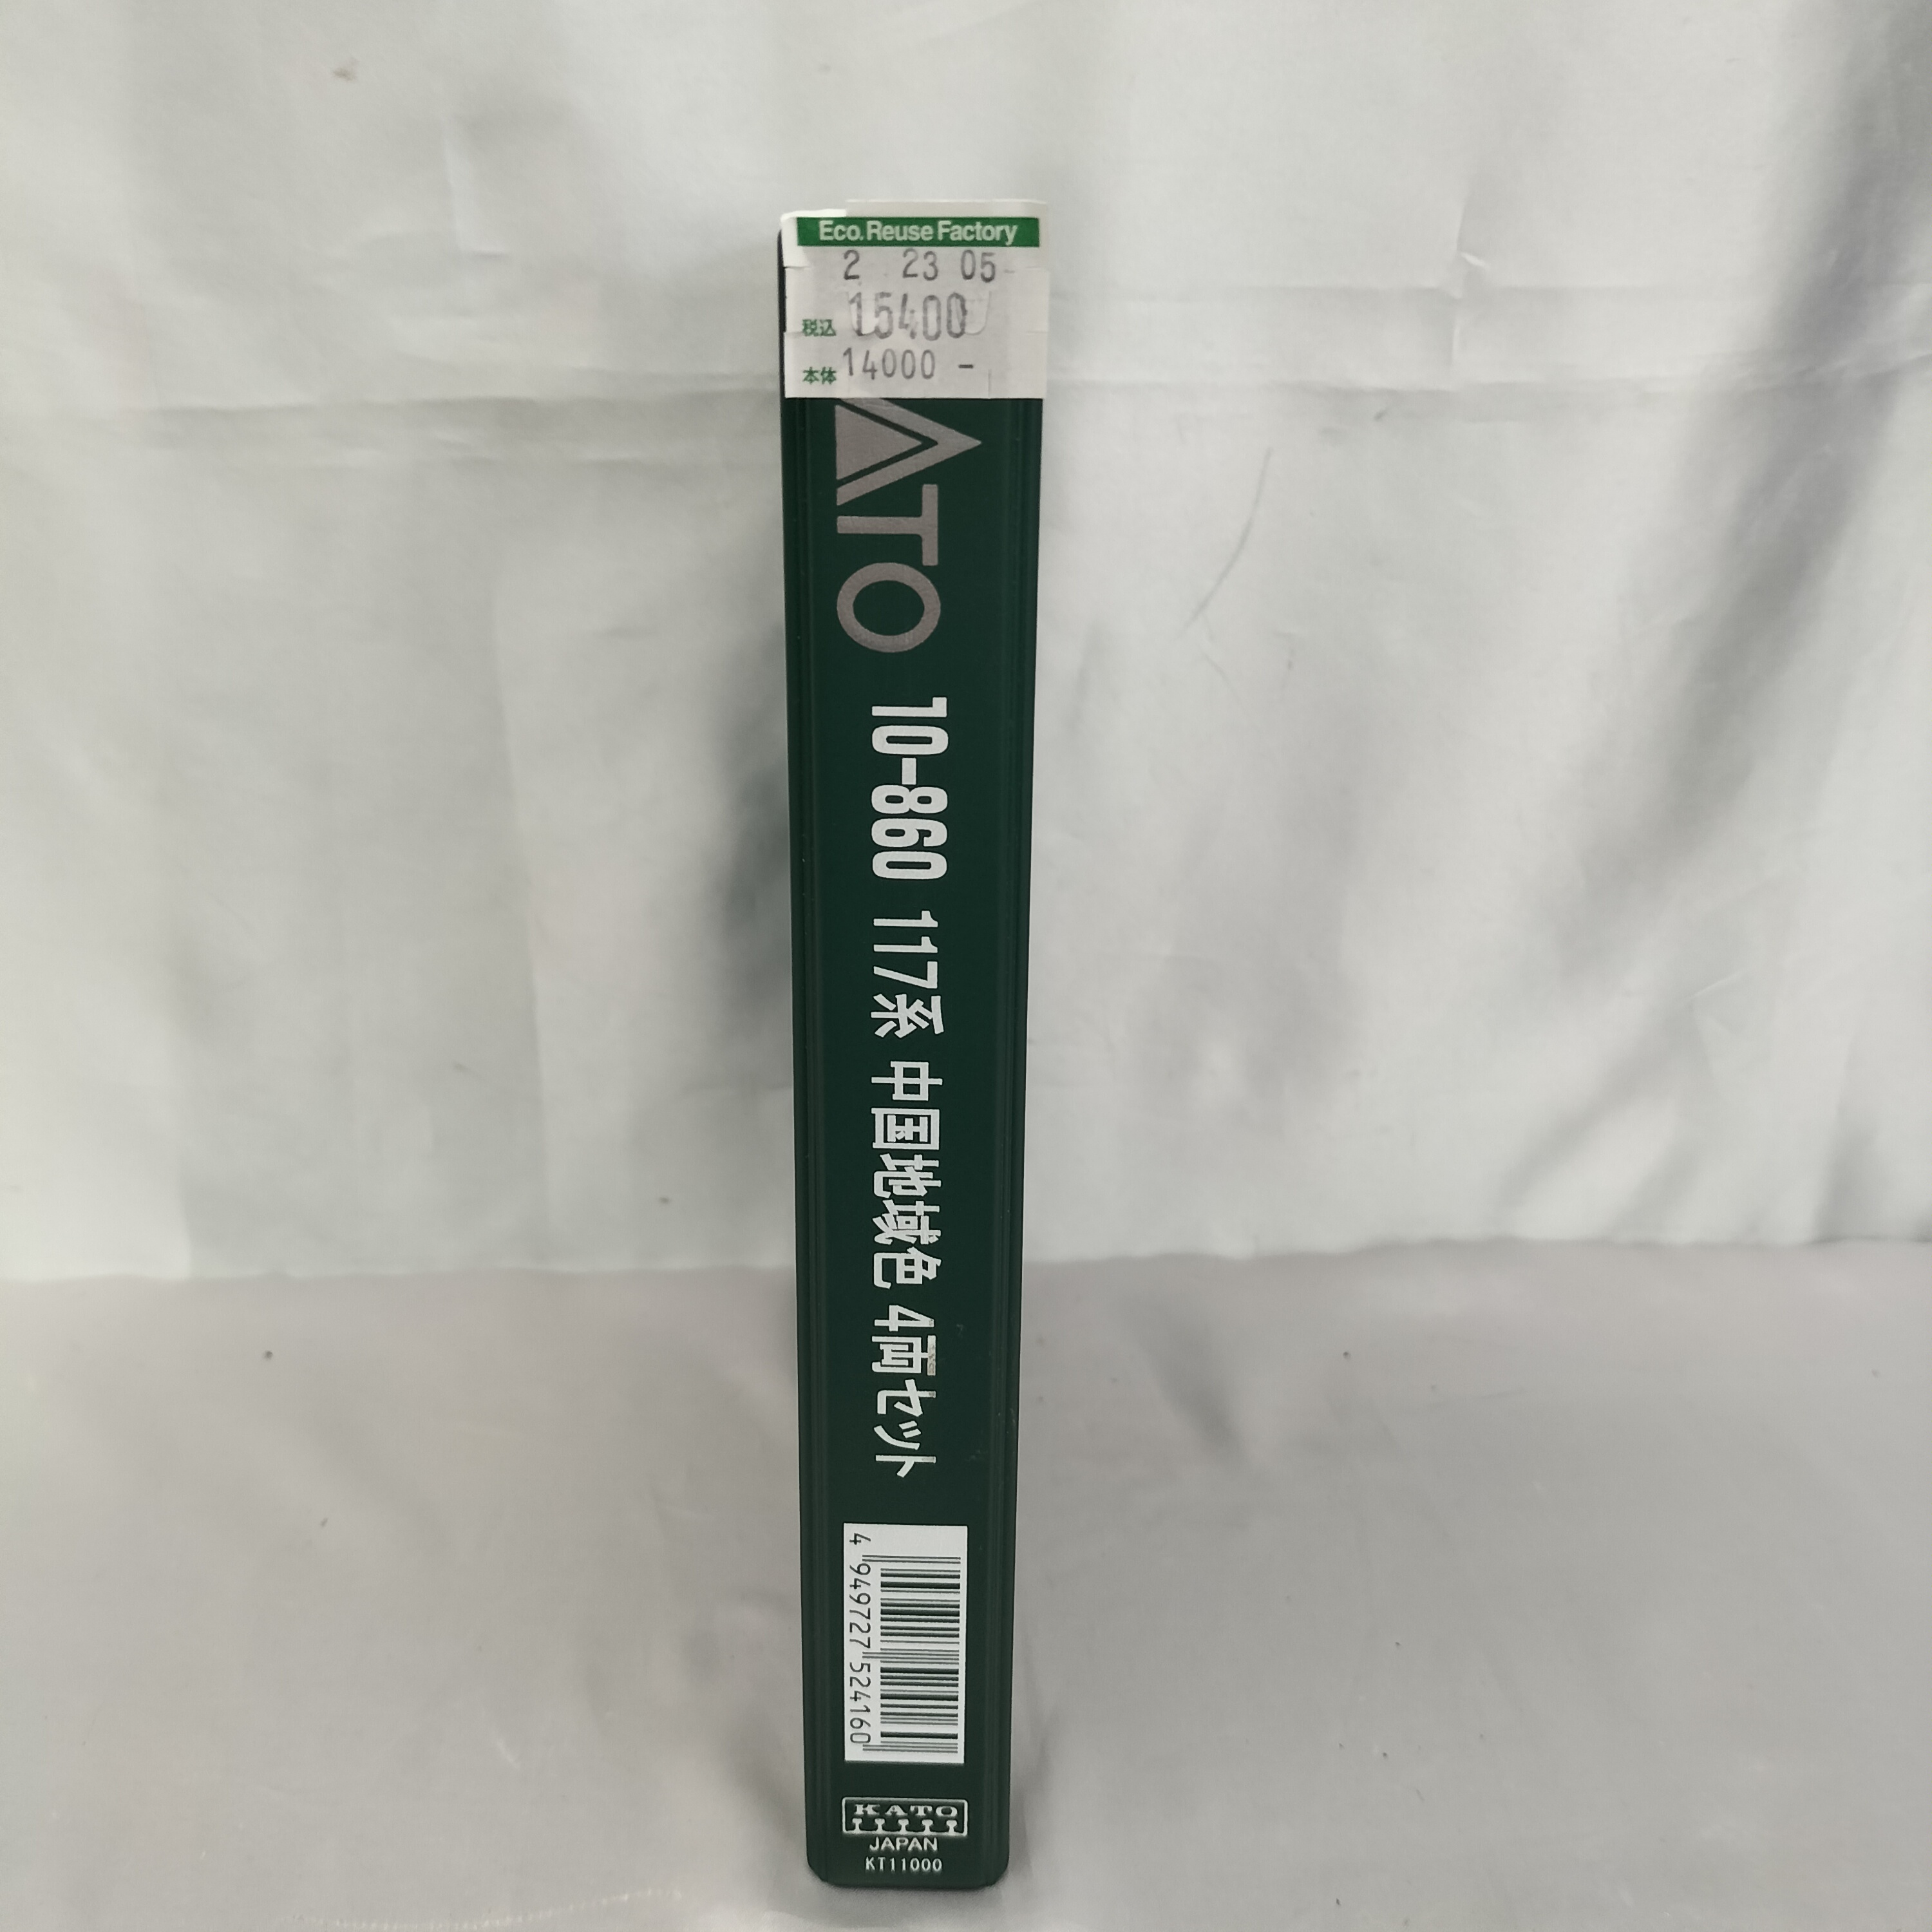 Eco.Reuse Factory
2 23 05
税込 15400
本体 14000 -
ATO
10-860 117系 中国地域色 4両セット
4 949727 524160
KATO
JAPAN
KT11000